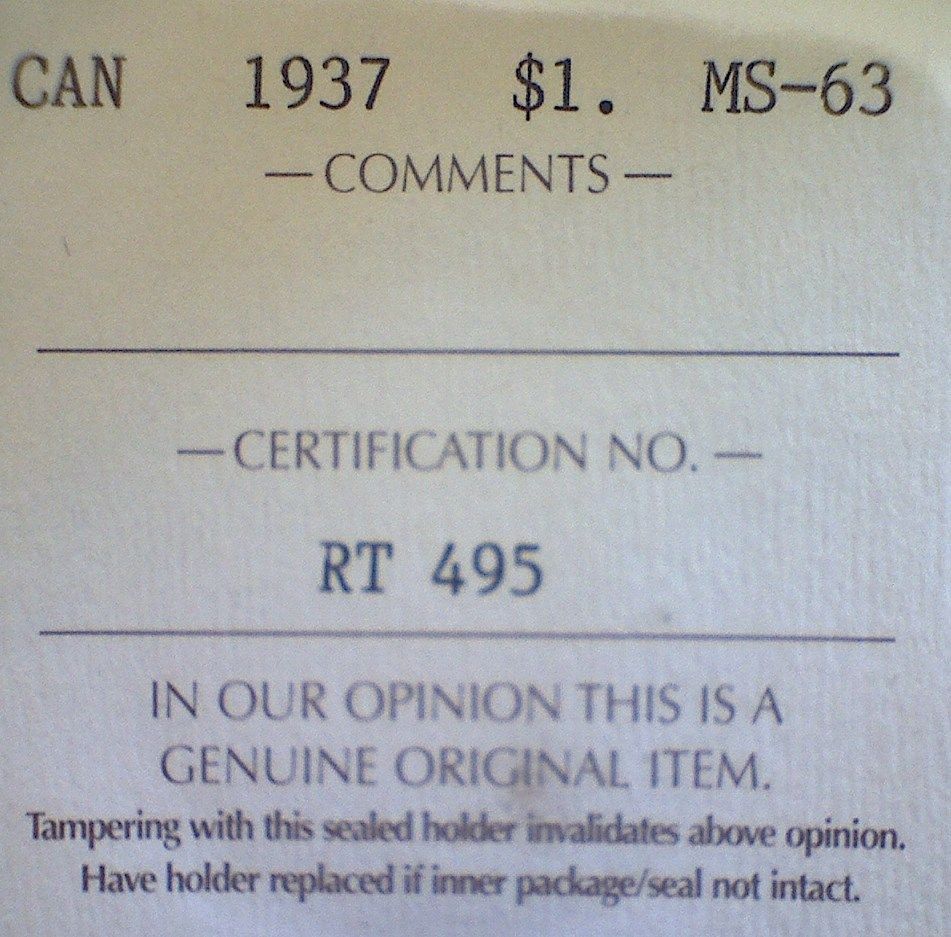 CAN 1937 $1. MS-63
—COMMENTS—
—CERTIFICATION NO.—
RT 495
IN OUR OPINION THIS IS A
GENUINE ORIGINAL ITEM.
Tampering with this sealed holder invalidates above opinion.
Have holder replaced if inner package/seal not intact.